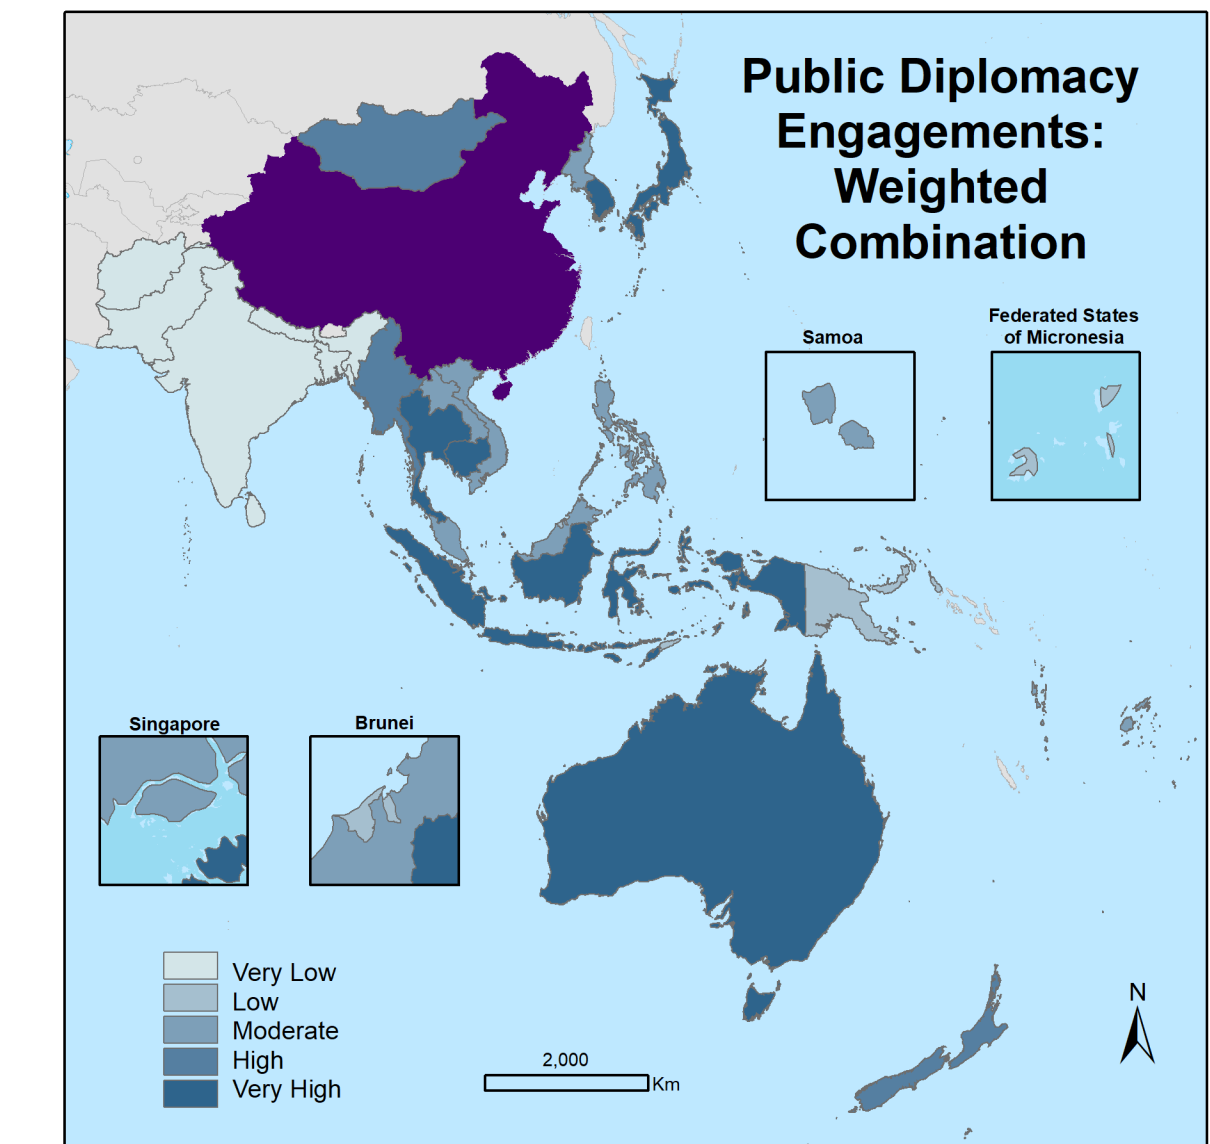 Public Diplomacy
Engagements:
Weighted
Combination
Samoa
Federated States
of Micronesia
Singapore
Brunei
Very Low
Low
Moderate
High
Very High
2,000
Km
N